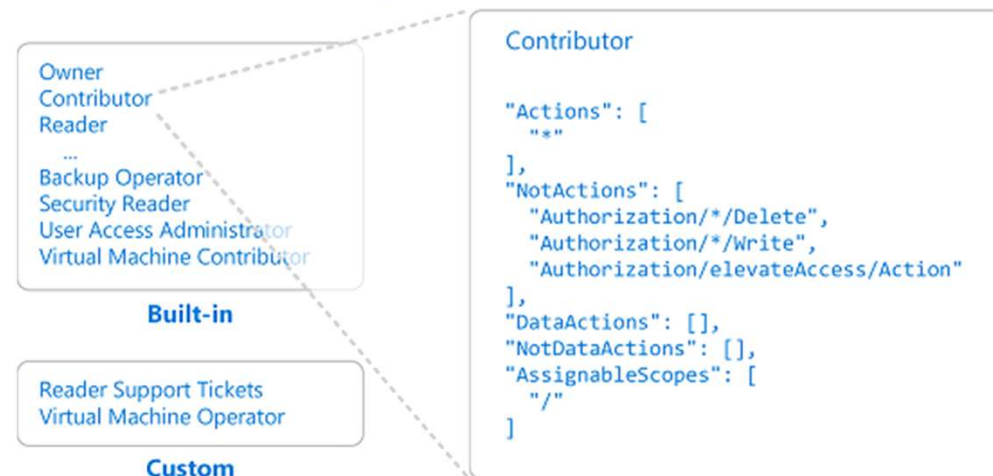 Owner
Contributor
Reader
...
Backup Operator
Security Reader
User Access Administrator
Virtual Machine Contributor
Built-in
Reader Support Tickets
Virtual Machine Operator
Custom
Contributor
"Actions": [
"*"
],
"NotActions": [
"Authorization/*/Delete",
"Authorization/*/Write",
"Authorization/elevateAccess/Action"
],
"DataActions": [],
"NotDataActions": [],
"AssignableScopes": [
"/"
]